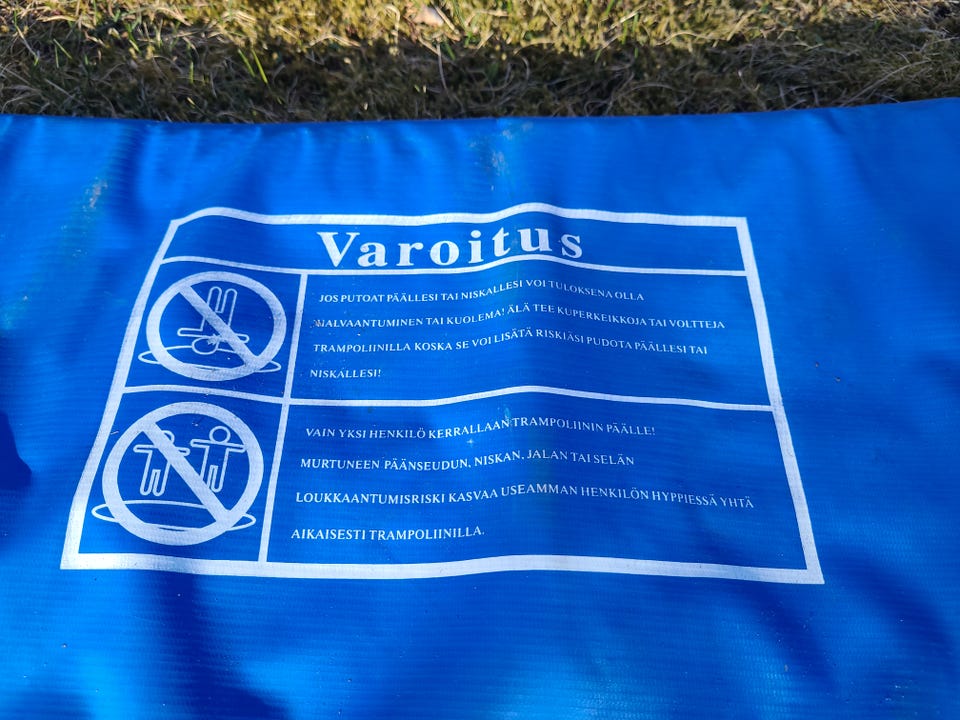 Varoitus
JOS PUTOAT PÄÄLLESI TAI NISKALLESI VOI TULOKSENA OLLA
HALVAANTUMINEN TAI KUOLEMA! ÄLÄ TEE KUPERKEIKKOJA TAI VOLTTEJA
TRAMPOLIINILLA KOSKA SE VOI LISÄTÄ RISKIÄSI PUDOTA PÄÄLLESI TAI
NISKALLESI!
VAIN YKSI HENKILÖ KERRALLAAN TRAMPOLIININ PÄÄLLE!
MURTUNEEN PÄÄNSEUDUN, NISKAN, JALAN TAI SELÄN
LOUKKAANTUMISRISKI KASVAA USEAMMAN HENKILÖN HYPPIESSÄ YHTÄ
AIKAISESTI TRAMPOLIINILLA.